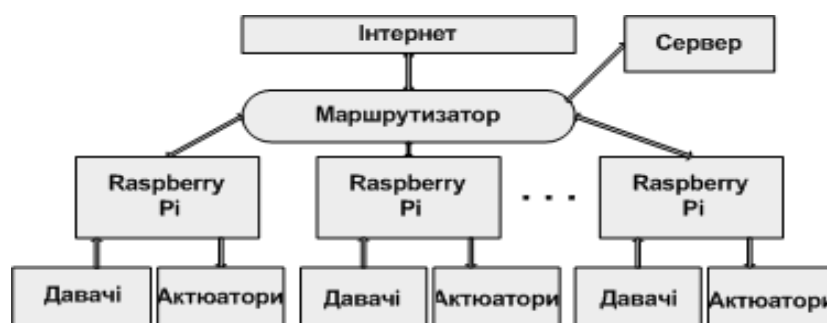 Інтернет
Сервер
Маршрутизатор
Raspberry
Pi
Raspberry
Pi
. . .
Raspberry
Pi
Давачі
Актюатори
Давачі
Актюатори
Давачі
Актюатори